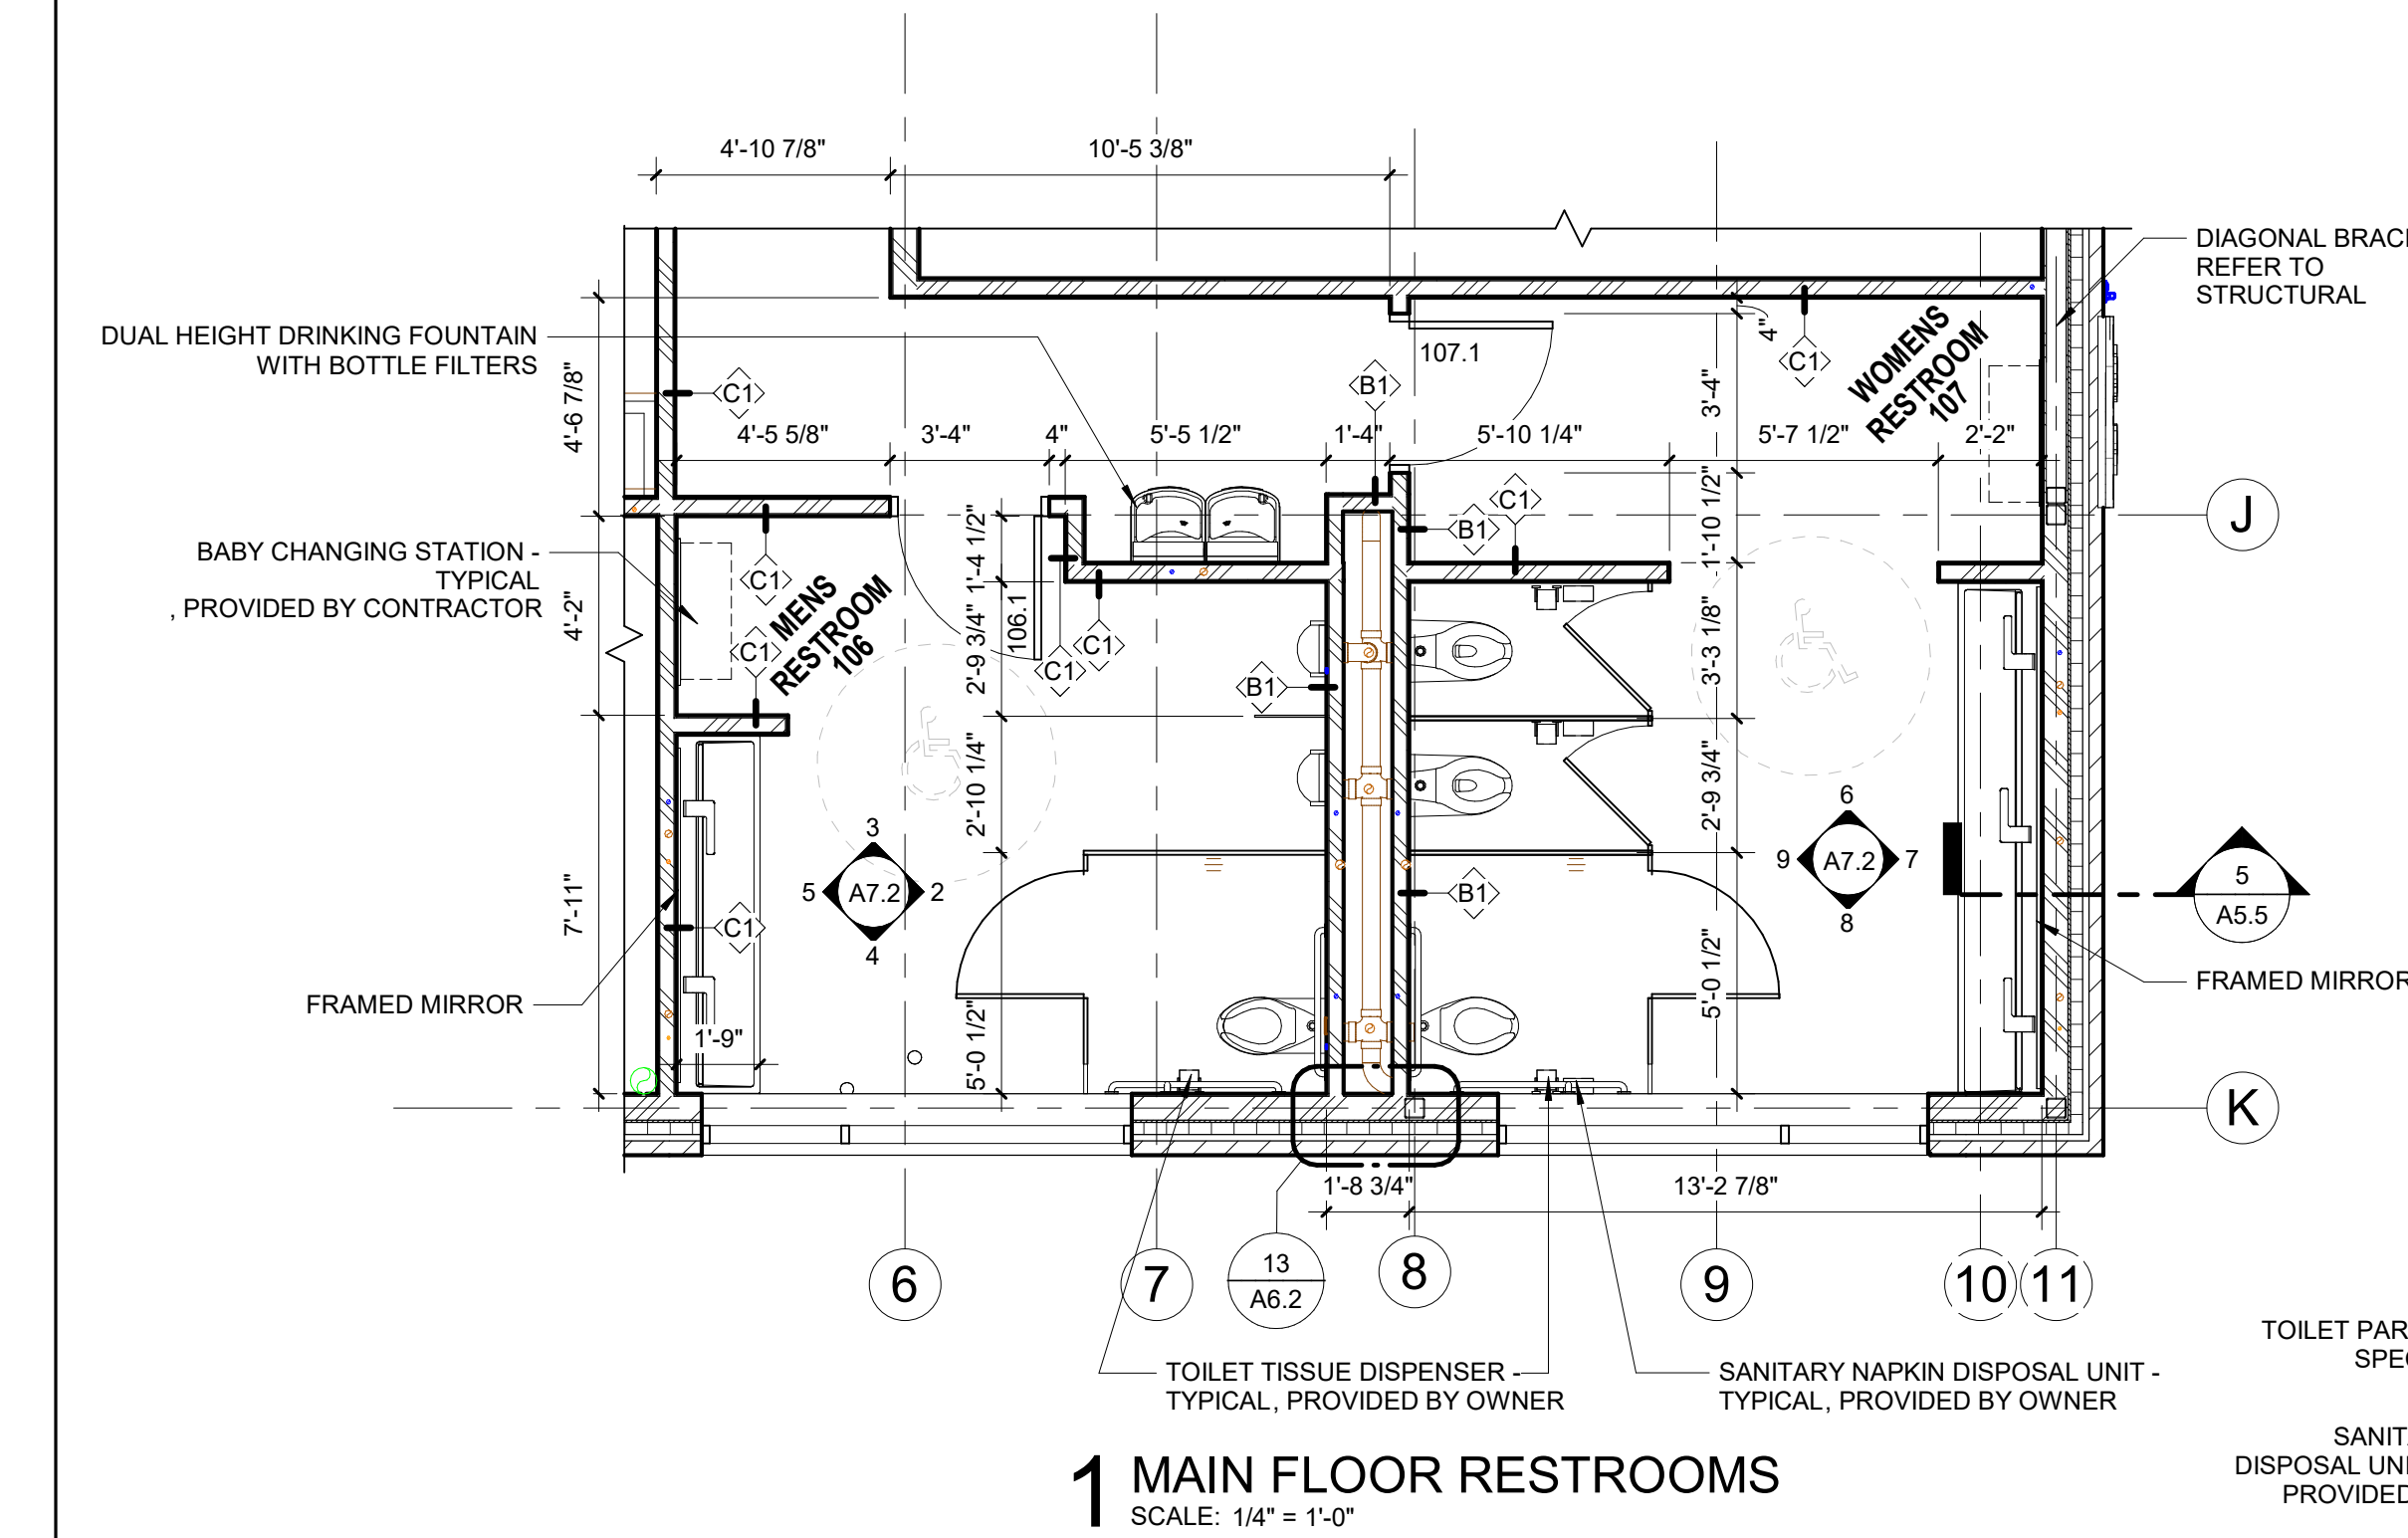 4'-10 7/8"
10'-5 3/8"
DIAGONAL BRAC
REFER TO
STRUCTURAL
DUAL HEIGHT DRINKING FOUNTAIN
WITH BOTTLE FILTERS
107.1
4"
C1
WOMENS
RESTROOM
107
4'-6 7/8"
C1
B1
3'-4"
4'-5 5/8"
3'-4"
4"
5'-5 1/2"
1'-4"
5'-10 1/4"
5'-7 1/2"
2'-2"
C1
B1
1'-10 1/2"
J
BABY CHANGING STATION -
TYPICAL
, PROVIDED BY CONTRACTOR
4'-2"
C1
C1
MENS
RESTROOM
106
1'-4 1/2"
2'-9 3/4"
106.1
C1
C1
B1
3'-3 1/8"
2'-10 1/4"
2'-9 3/4"
7'-11"
3
5
A7.2
2
4
C1
B1
6
9
A7.2
7
8
5
A5.5
FRAMED MIRROR
FRAMED MIRROR
1'-9"
5'-0 1/2"
5'-0 1/2"
K
1'-8 3/4"
13'-2 7/8"
6
7
13
A6.2
8
9
10
11
TOILET TISSUE DISPENSER -
TYPICAL, PROVIDED BY OWNER
SANITARY NAPKIN DISPOSAL UNIT -
TYPICAL, PROVIDED BY OWNER
TOILET PAR
SPE
SANIT
DISPOSAL UN
PROVIDED
1
MAIN FLOOR RESTROOMS
SCALE: 1/4" = 1'-0"